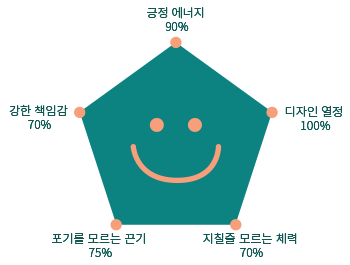 긍정 에너지
90%
강한 책임감
70%
디자인 열정
100%
포기를 모르는 끈기
75%
지칠줄 모르는 체력
70%